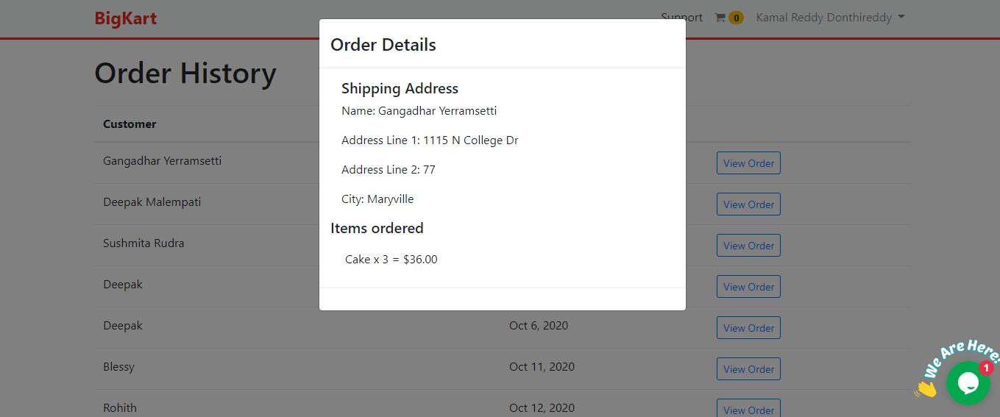 BigKart
Support 0 Kamal Reddy Donthireddy
Order Details
Order History
Shipping Address
Name: Gangadhar Yerramsetti
Customer
Address Line 1: 1115 N College Dr
Gangadhar Yerramsetti View Order
Address Line 2: 77
City: Maryville
Deepak Malempati View Order
Items ordered
Sushmita Rudra View Order
Cake x 3 = $36.00
Deepak View Order
Deepak Oct 6, 2020 View Order
Blessy Oct 11, 2020 View Order
Rohith Oct 12, 2020 View Order
We Are Here!
1